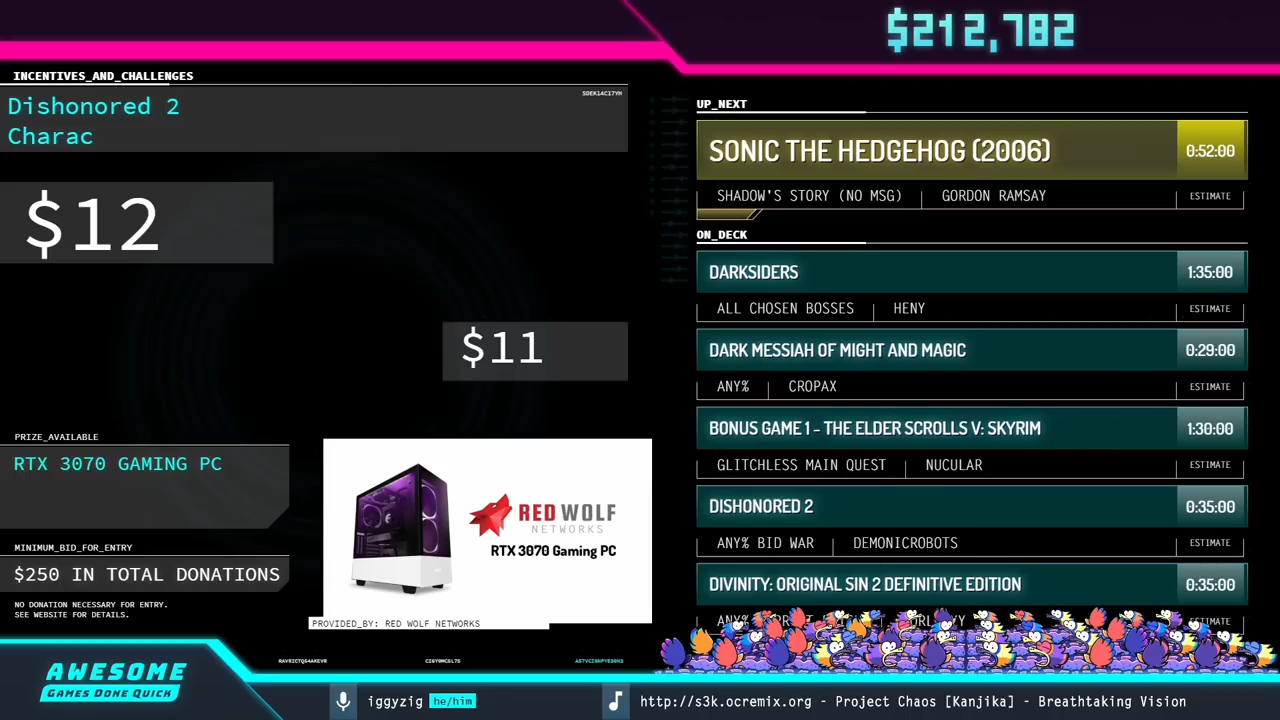 $212,782
INCENTIVES_AND_CHALLENGES
Dishonored 2
Charac
SDEK14C17YH
$12
$11
PRIZE_AVAILABLE
RTX 3070 GAMING PC
MINIMUM_BID_FOR_ENTRY
$250 IN TOTAL DONATIONS
NO DONATION NECESSARY FOR ENTRY.
SEE WEBSITE FOR DETAILS.
RED WOLF
NETWORKS
RTX 3070 Gaming PC
PROVIDED_BY: RED WOLF NETWORKS
UP_NEXT
SONIC THE HEDGEHOG (2006) 0:52:00
SHADOW'S STORY (NO MSG) GORDON RAMSAY ESTIMATE
ON_DECK
DARKSIDERS 1:35:00
ALL CHOSEN BOSSES HENY ESTIMATE
DARK MESSIAH OF MIGHT AND MAGIC 0:29:00
ANY% CROPAX ESTIMATE
BONUS GAME 1 - THE ELDER SCROLLS V: SKYRIM 1:30:00
GLITCHLESS MAIN QUEST NUCULAR ESTIMATE
DISHONORED 2 0:35:00
ANY% BID WAR DEMONICROBOTS ESTIMATE
DIVINITY: ORIGINAL SIN 2 DEFINITIVE EDITION 0:35:00
ESTIMATE
AWESOME
GAMES DONE QUICK
iggyzig he/him
http://s3k.ocremix.org - Project Chaos [Kanjika] - Breathtaking Vision